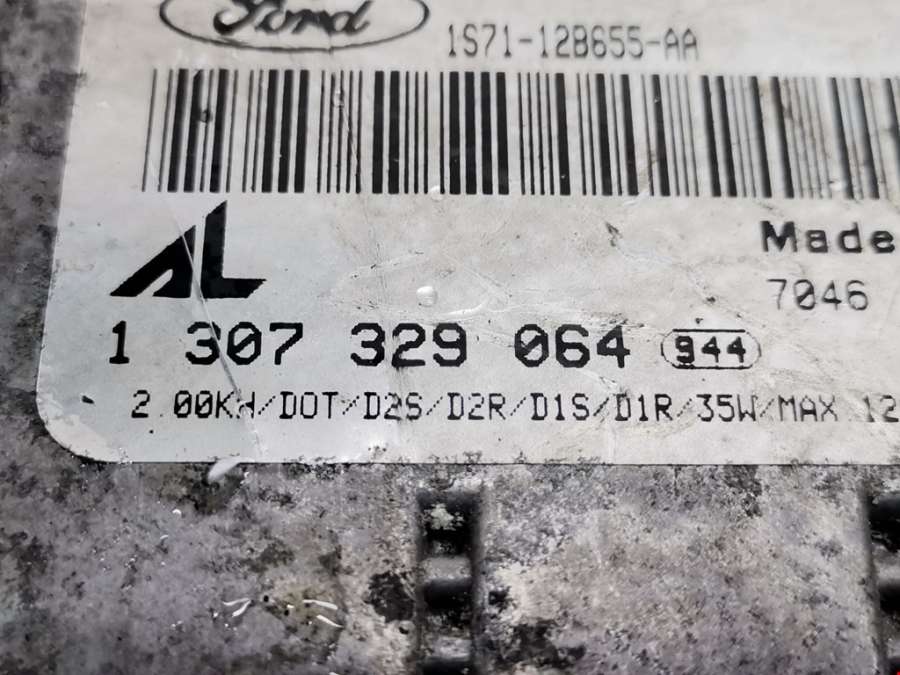 Ford
1S71-12B655-AA
AL
Made
7046
1 307 329 064 944
2.00KH/DOT/D2S/D2R/D1S/D1R/35W/MAX 12